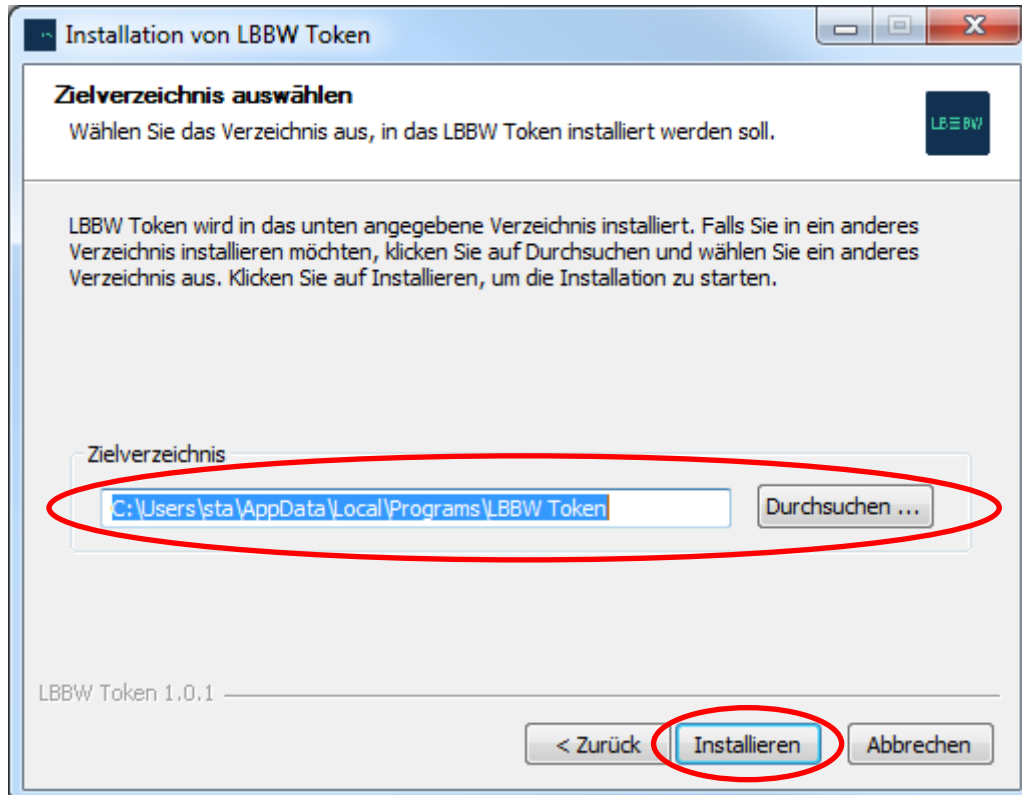 Installation von LBBW Token
Zielverzeichnis auswählen
Wählen Sie das Verzeichnis aus, in das LBBW Token installiert werden soll.
LB☰BW
LBBW Token wird in das unten angegebene Verzeichnis installiert. Falls Sie in ein anderes
Verzeichnis installieren möchten, klicken Sie auf Durchsuchen und wählen Sie ein anderes
Verzeichnis aus. Klicken Sie auf Installieren, um die Installation zu starten.
Zielverzeichnis
C:\Users\sta\AppData\Local\Programs\LBBW Token
Durchsuchen ...
LBBW Token 1.0.1
< Zurück
Installieren
Abbrechen